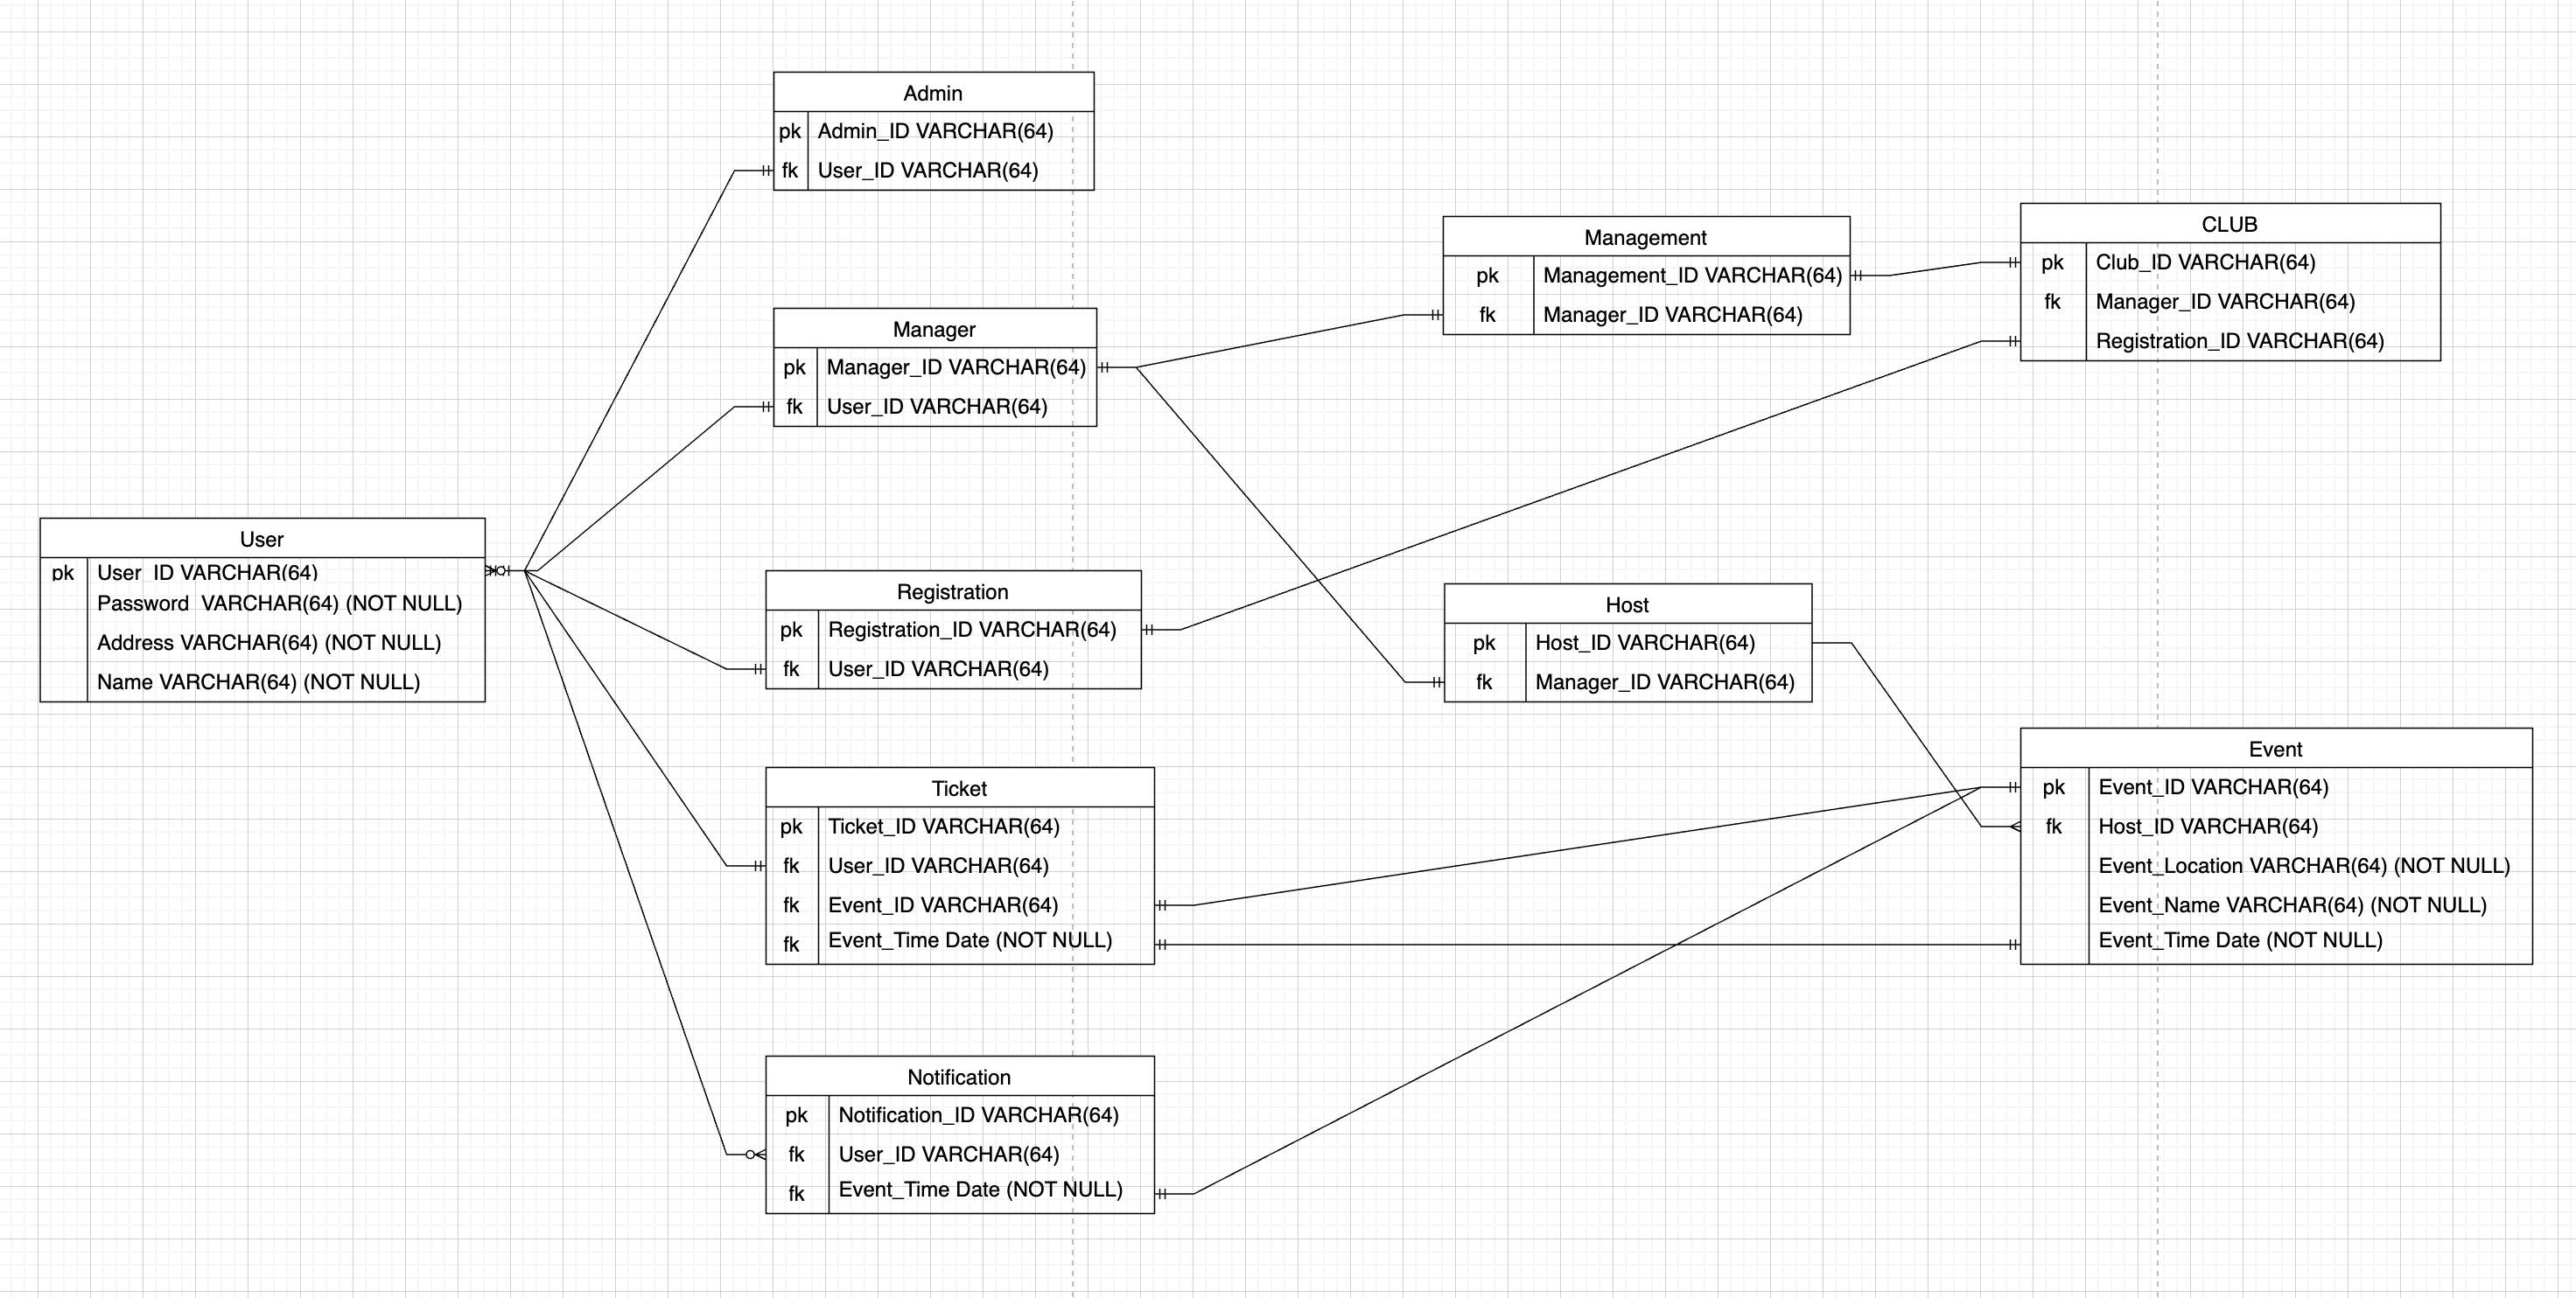 Admin
pk Admin_ID VARCHAR(64)
fk User_ID VARCHAR(64)
Manager
pk Manager_ID VARCHAR(64)
fk User_ID VARCHAR(64)
Management
pk Management_ID VARCHAR(64)
fk Manager_ID VARCHAR(64)
CLUB
pk Club_ID VARCHAR(64)
fk Manager_ID VARCHAR(64)
Registration_ID VARCHAR(64)
User
pk User_ID VARCHAR(64)
Password VARCHAR(64) (NOT NULL)
Address VARCHAR(64) (NOT NULL)
Name VARCHAR(64) (NOT NULL)
Registration
pk Registration_ID VARCHAR(64)
fk User_ID VARCHAR(64)
Host
pk Host_ID VARCHAR(64)
fk Manager_ID VARCHAR(64)
Ticket
pk Ticket_ID VARCHAR(64)
fk User_ID VARCHAR(64)
fk Event_ID VARCHAR(64)
fk Event_Time Date (NOT NULL)
Event
pk Event_ID VARCHAR(64)
fk Host_ID VARCHAR(64)
Event_Location VARCHAR(64) (NOT NULL)
Event_Name VARCHAR(64) (NOT NULL)
Event_Time Date (NOT NULL)
Notification
pk Notification_ID VARCHAR(64)
fk User_ID VARCHAR(64)
fk Event_Time Date (NOT NULL)